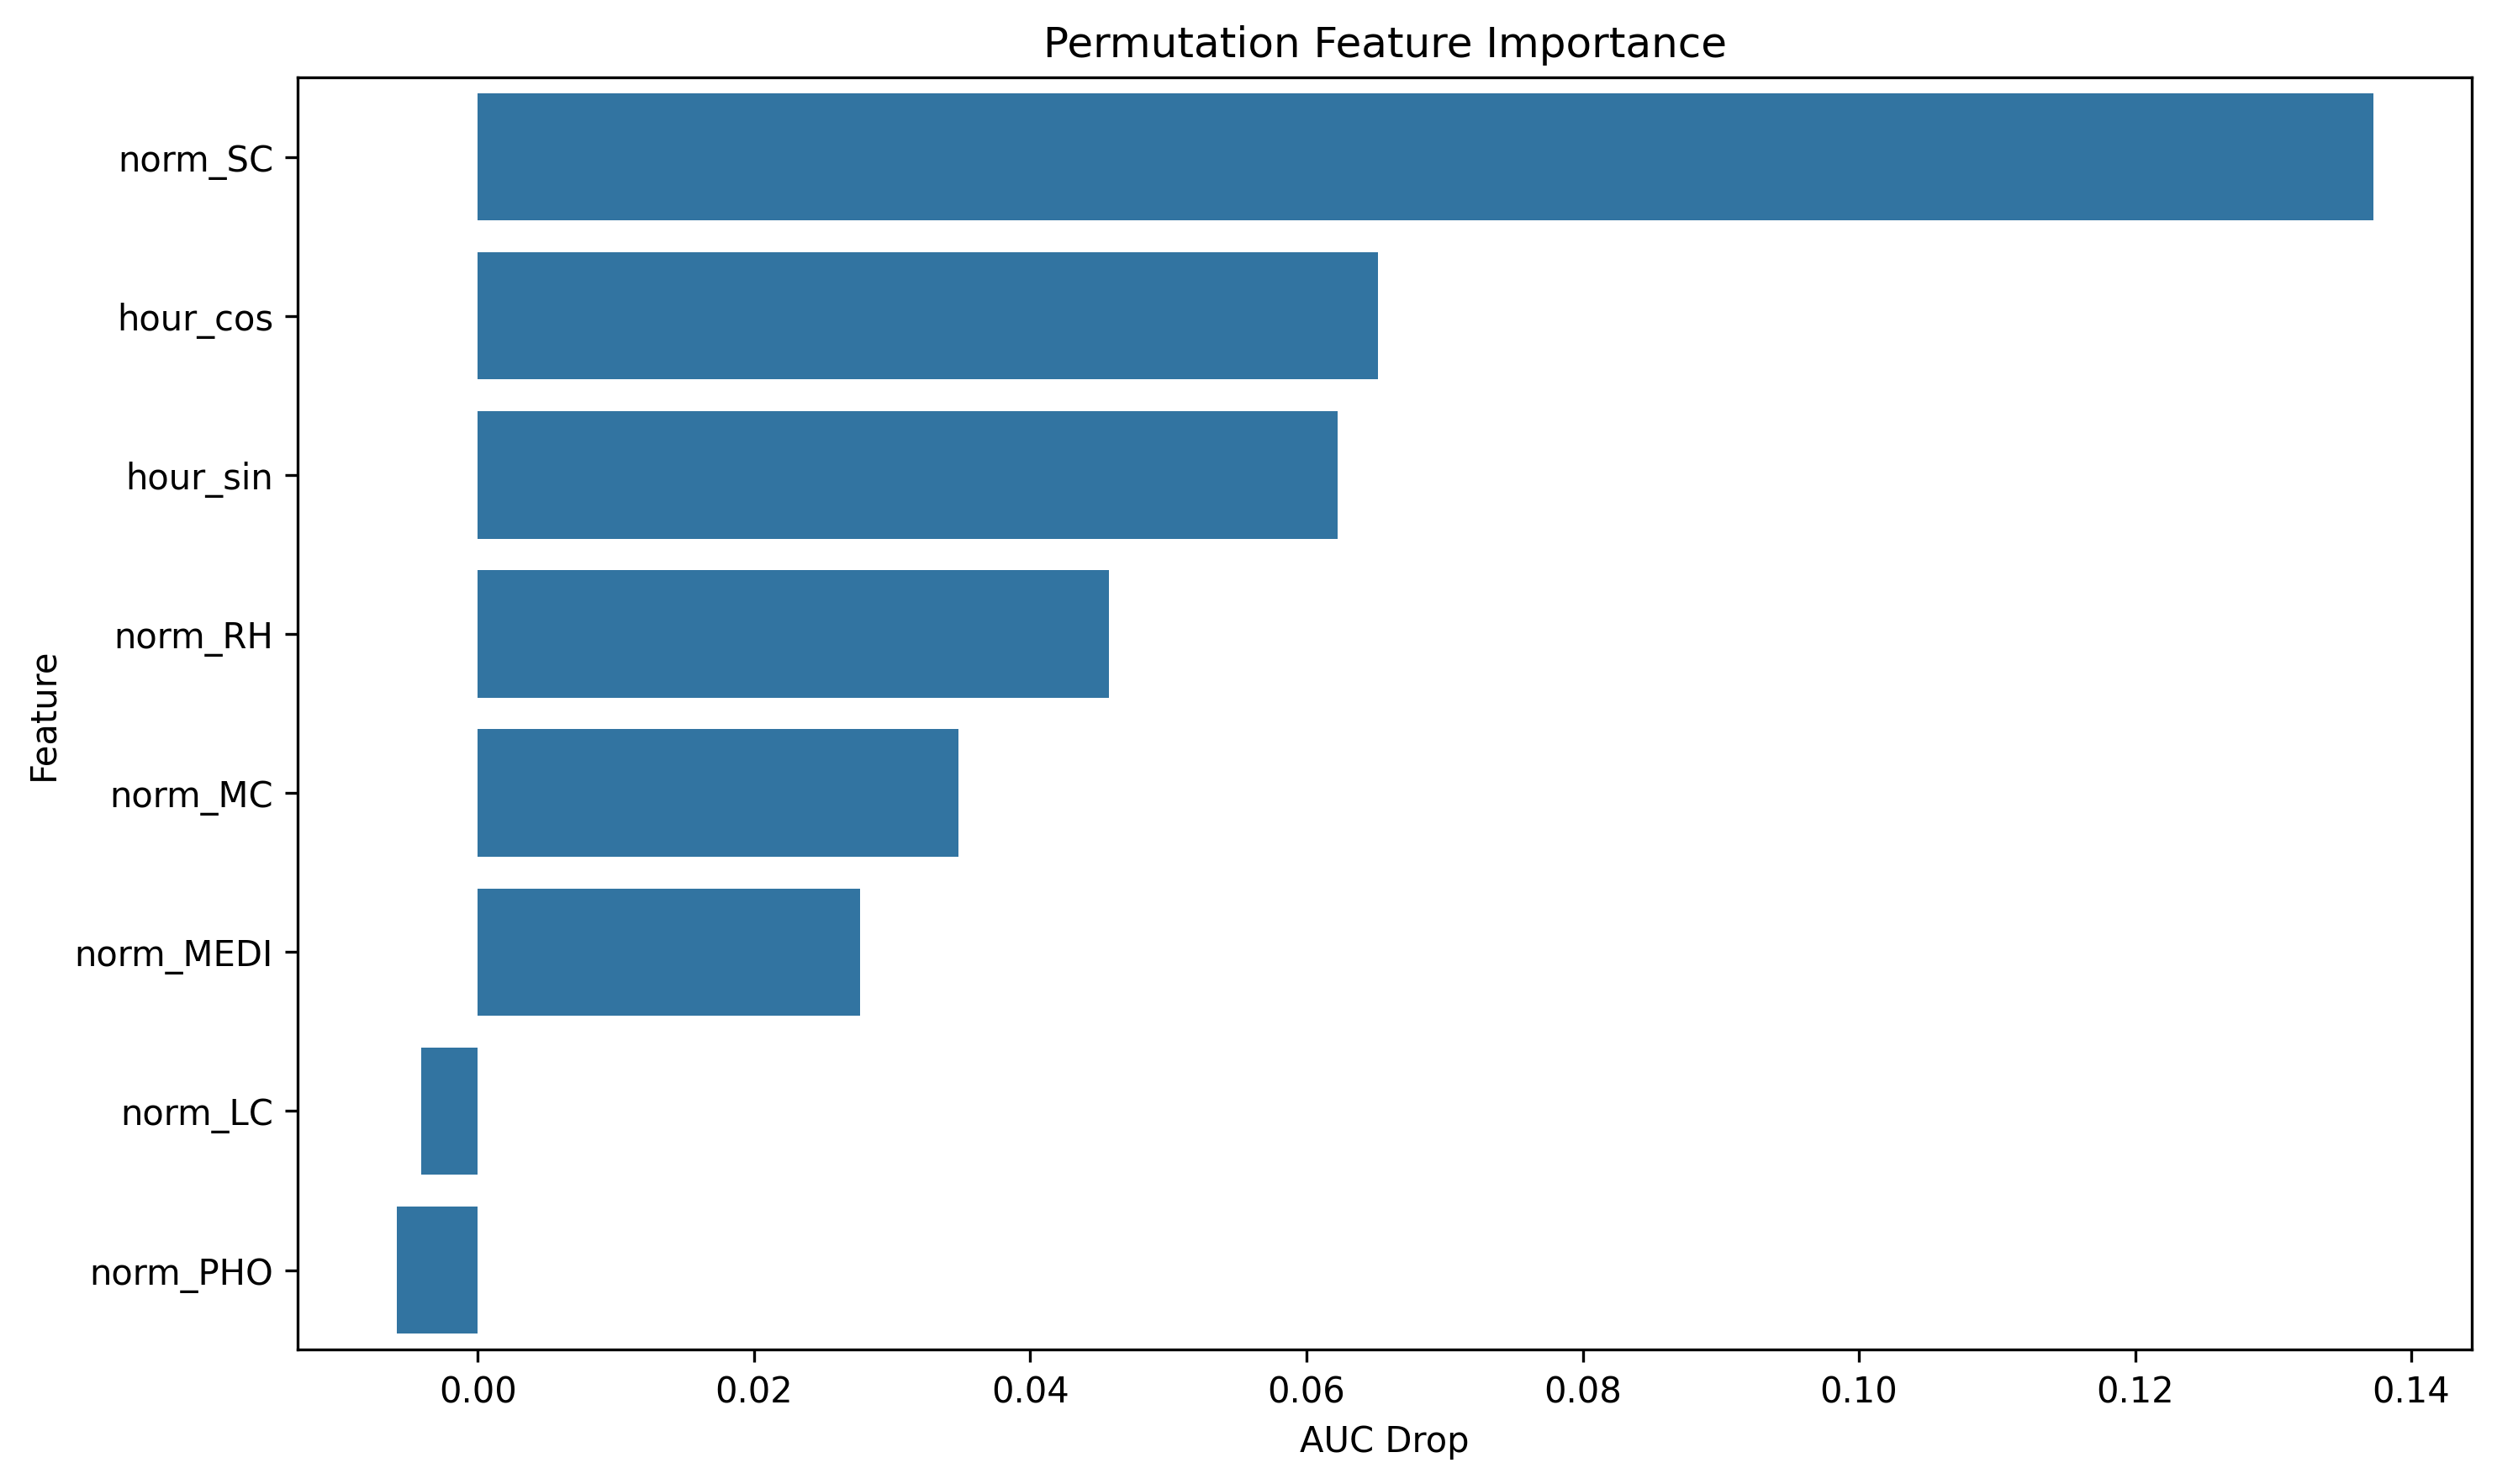 Permutation Feature Importance
norm_SC
hour_cos
hour_sin
norm_RH
norm_MC
norm_MEDI
norm_LC
norm_PHO
Feature
0.00 0.02 0.04 0.06 0.08 0.10 0.12 0.14
AUC Drop